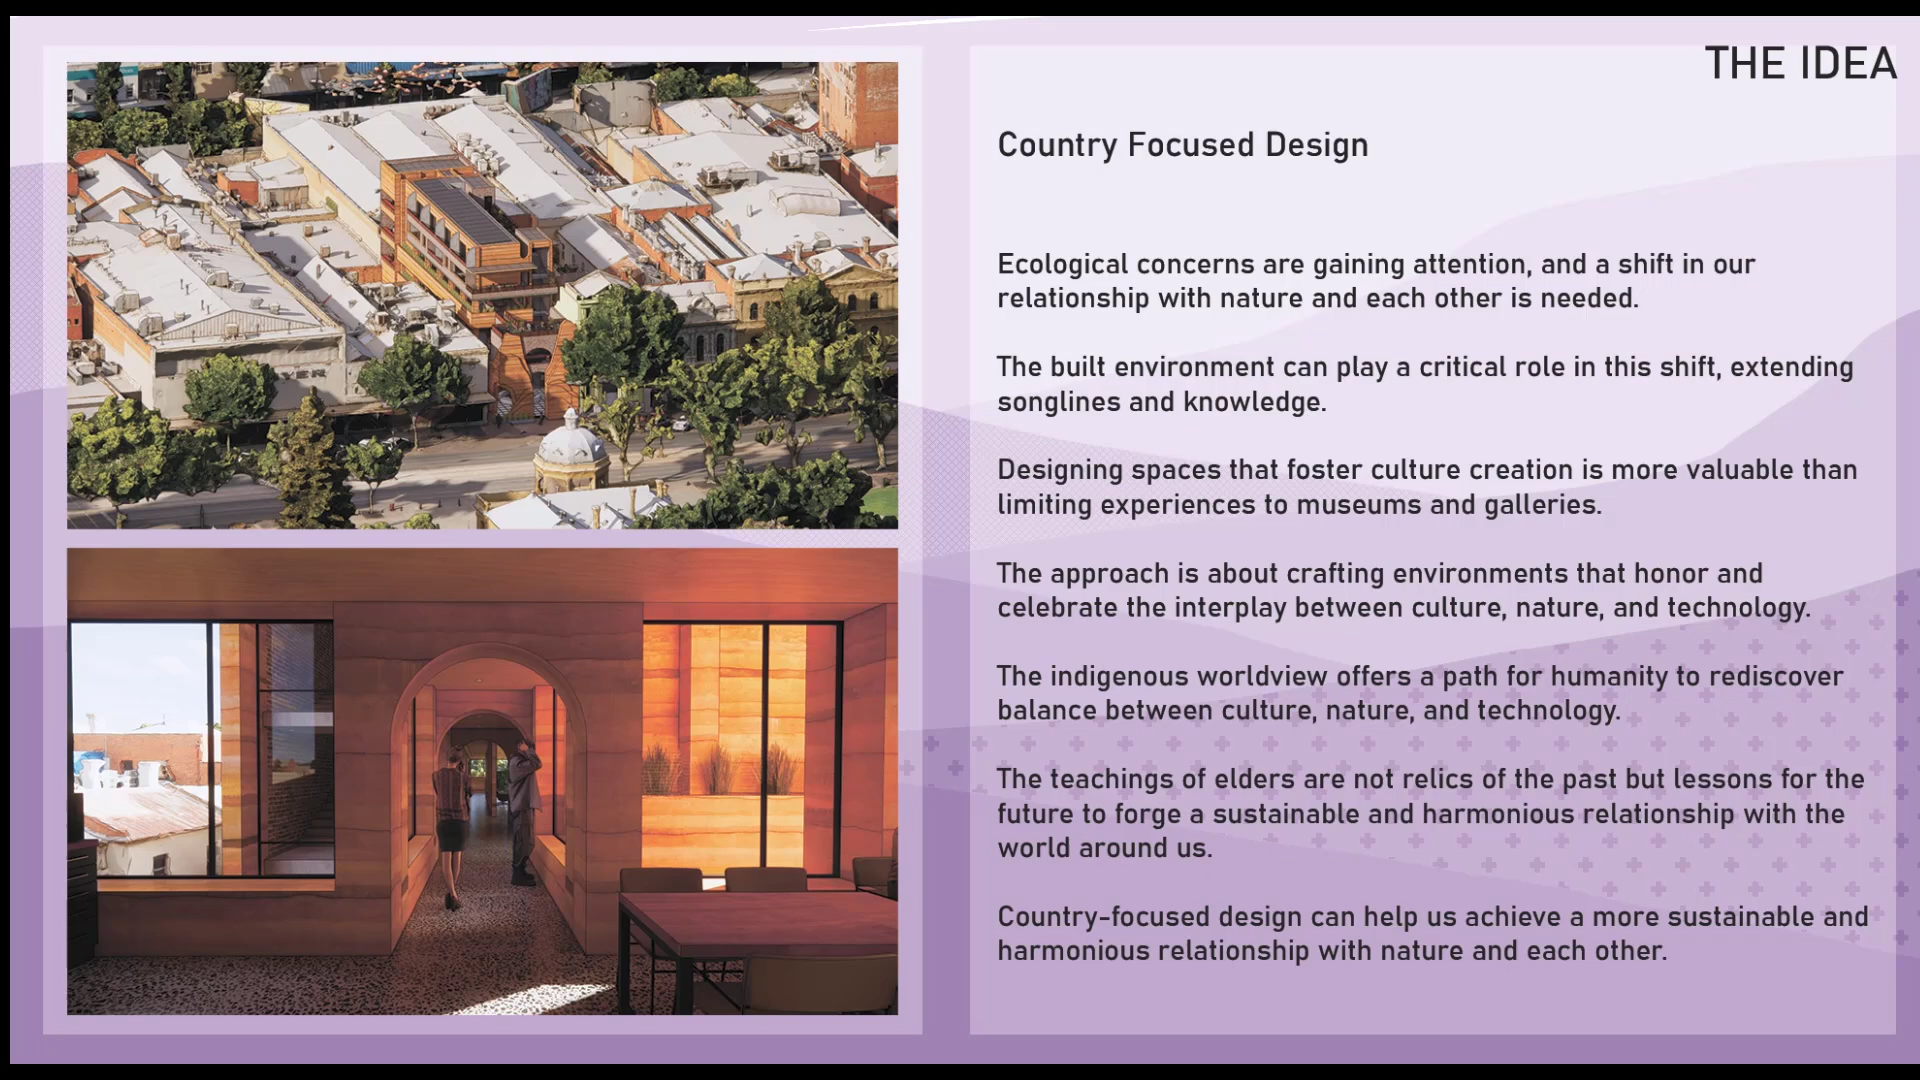 THE IDEA
Country Focused Design
Ecological concerns are gaining attention, and a shift in our
relationship with nature and each other is needed.
The built environment can play a critical role in this shift, extending
songlines and knowledge.
Designing spaces that foster culture creation is more valuable than
limiting experiences to museums and galleries.
The approach is about crafting environments that honor and
celebrate the interplay between culture, nature, and technology.
The indigenous worldview offers a path for humanity to rediscover
balance between culture, nature, and technology.
The teachings of elders are not relics of the past but lessons for the
future to forge a sustainable and harmonious relationship with the
world around us.
Country-focused design can help us achieve a more sustainable and
harmonious relationship with nature and each other.